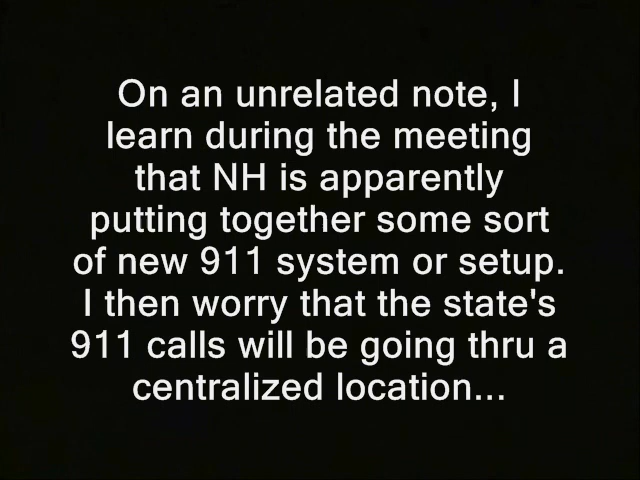 On an unrelated note, I
learn during the meeting
that NH is apparently
putting together some sort
of new 911 system or setup.
I then worry that the state's
911 calls will be going thru a
centralized location...